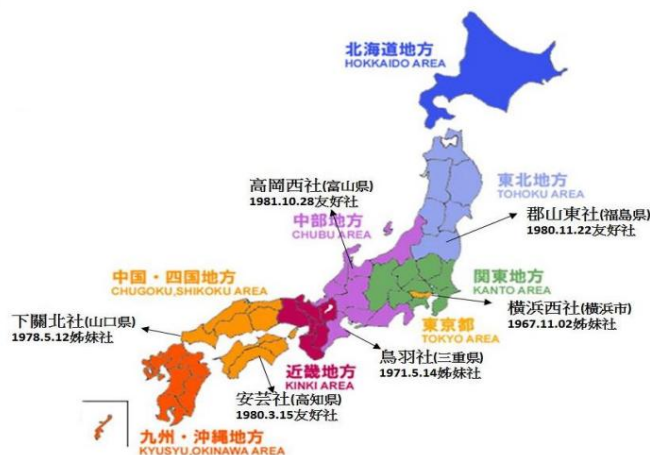 北海道地方
HOKKAIDO AREA
高岡西社(富山県)
1981.10.28友好社
東北地方
TOHOKU AREA
中部地方
CHUBU AREA
郡山東社(福島県)
1980.11.22友好社
中国・四国地方
CHUGOKU,SHIKOKU AREA
関東地方
KANTO AREA
横浜西社(横浜市)
1967.11.02姊妹社
下關北社(山口県)
1978.5.12姊妹社
東京都
TOKYO AREA
鳥羽社(三重県)
1971.5.14姊妹社
近畿地方
KINKI AREA
安芸社(高知県)
1980.3.15友好社
九州・沖縄地方
KYUSYU,OKINAWA AREA